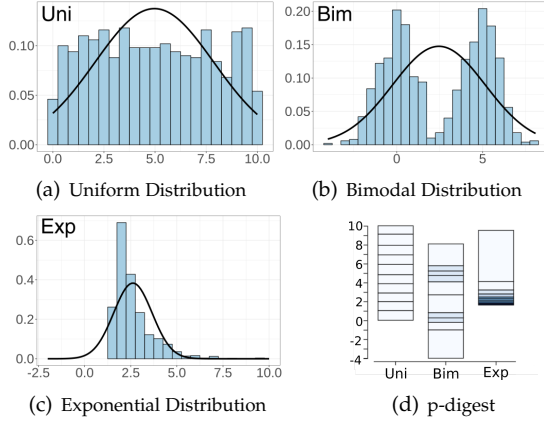 Uni
0.10
0.05
0.00
0.0 2.5 5.0 7.5 10.0
(a) Uniform Distribution
Bim
0.20
0.15
0.10
0.05
0.00
0 5
(b) Bimodal Distribution
Exp
0.6
0.4
0.2
0.0
-2.5 0.0 2.5 5.0 7.5 10.0
(c) Exponential Distribution
10
8
6
4
2
0
-2
-4
Uni Bim Exp
(d) p-digest